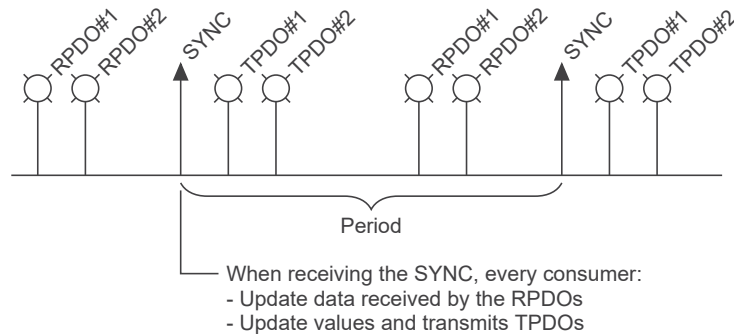 RPDO#1
RPDO#2
SYNC
TPDO#1
TPDO#2
RPDO#1
RPDO#2
SYNC
TPDO#1
TPDO#2
Period
When receiving the SYNC, every consumer:
- Update data received by the RPDOs
- Update values and transmits TPDOs